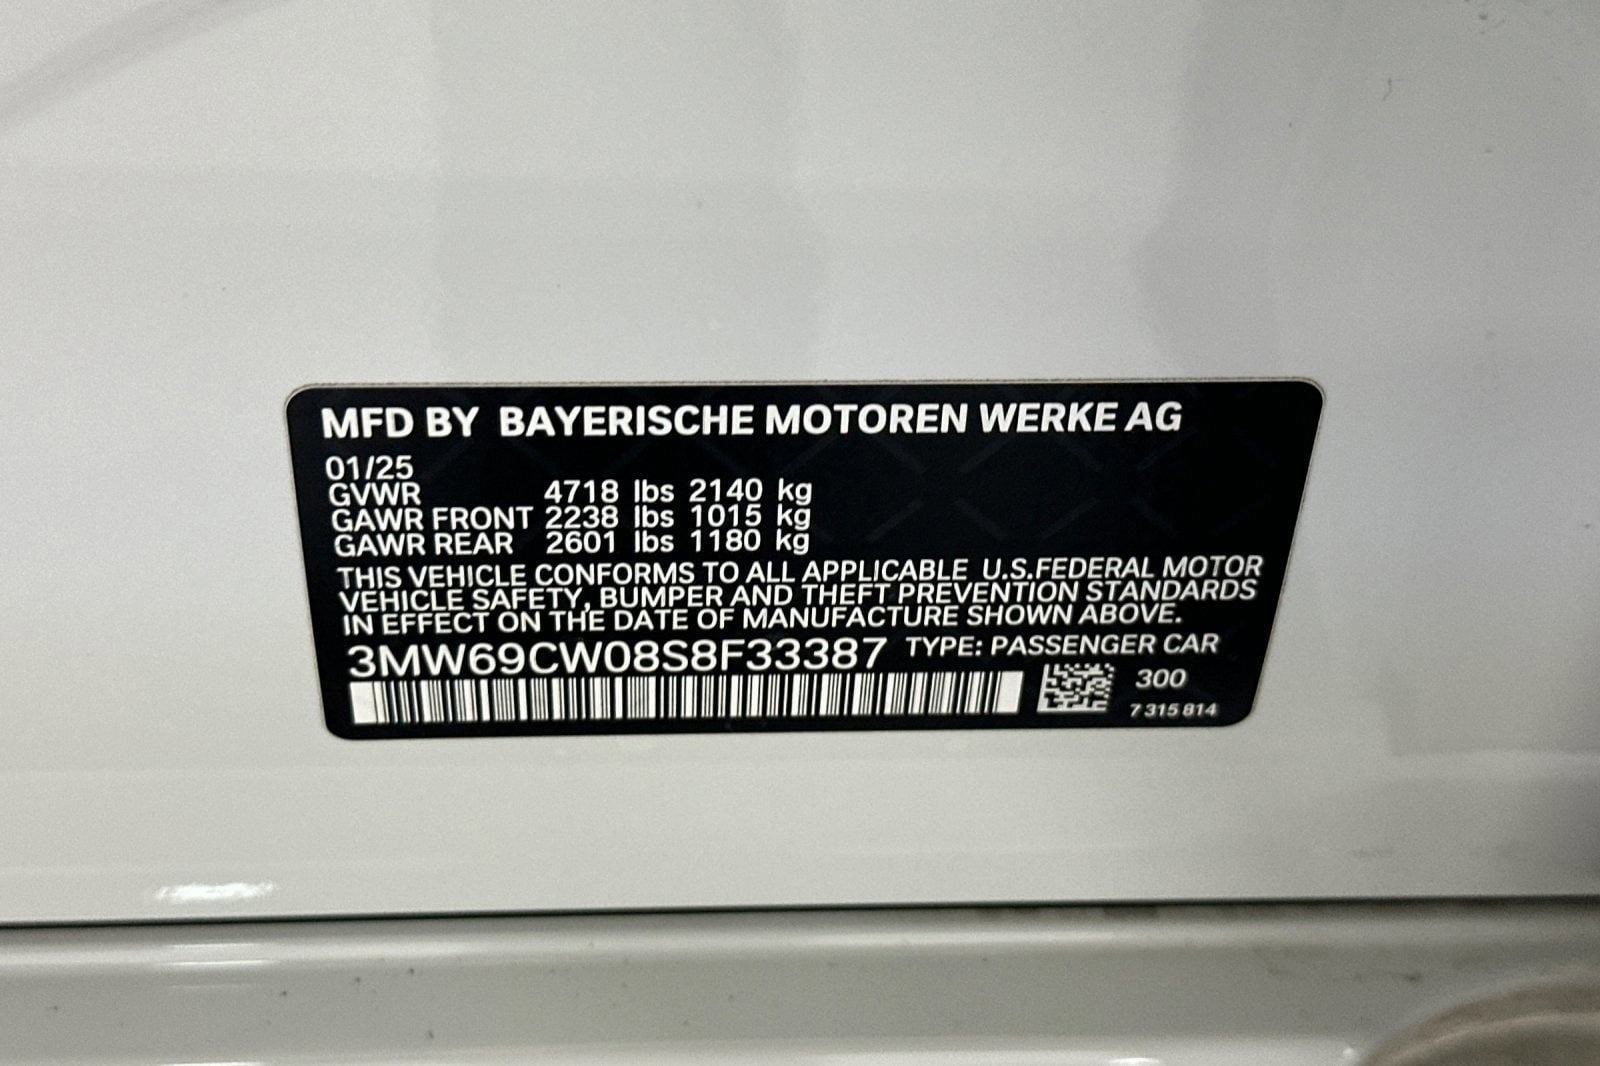 MFD BY BAYERISCHE MOTOREN WERKE AG
01/25
GVWR 4718 lbs 2140 kg
GAWR FRONT 2238 lbs 1015 kg
GAWR REAR 2601 lbs 1180 kg
THIS VEHICLE CONFORMS TO ALL APPLICABLE U.S.FEDERAL MOTOR
VEHICLE SAFETY, BUMPER AND THEFT PREVENTION STANDARDS
IN EFFECT ON THE DATE OF MANUFACTURE SHOWN ABOVE.
3MW69CW08S8F33387 TYPE: PASSENGER CAR
300
7 315 814